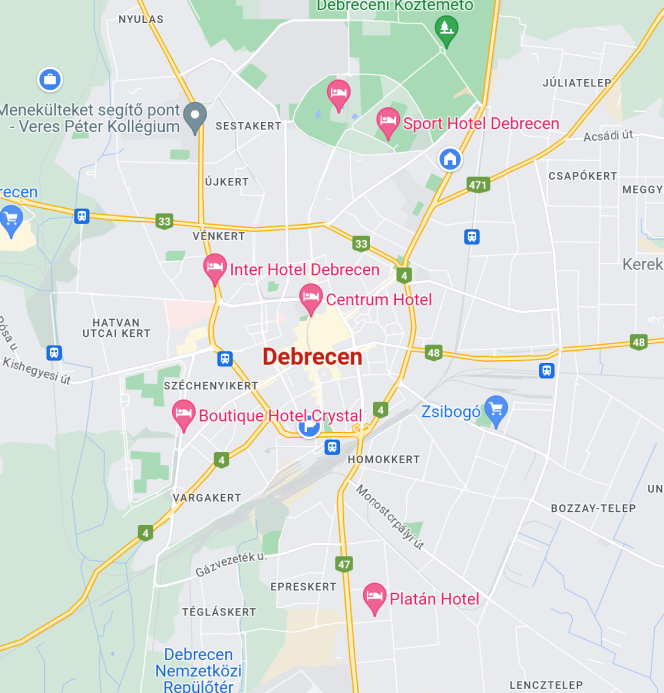 Debreceni Köztemető
NYULAS
JÚLIATELEP
Menekülteket segítő pont
- Veres Péter Kollégium
SESTAKERT
Sport Hotel Debrecen
Acsádi út
CSAPÓKERT
ÚJKERT
471
MEGGY
recen
33
VÉNKERT
33
Kerek
Inter Hotel Debrecen
4
Centrum Hotel
HATVAN
UTCAI KERT
Pósa u.
48
Debrecen
48
Kishegyesi út
SZÉCHENYIKERT
Boutique Hotel Crystal
4
Zsibogó
4
HOMOKKERT
VARGAKERT
UN
Monostorpályi út
BOZZAY-TELEP
4
Gázvezeték u.
47
EPRESKERT
Platán Hotel
TÉGLÁSKERT
Debrecen
Nemzetközi
Repülőtér
LENCZTELEP